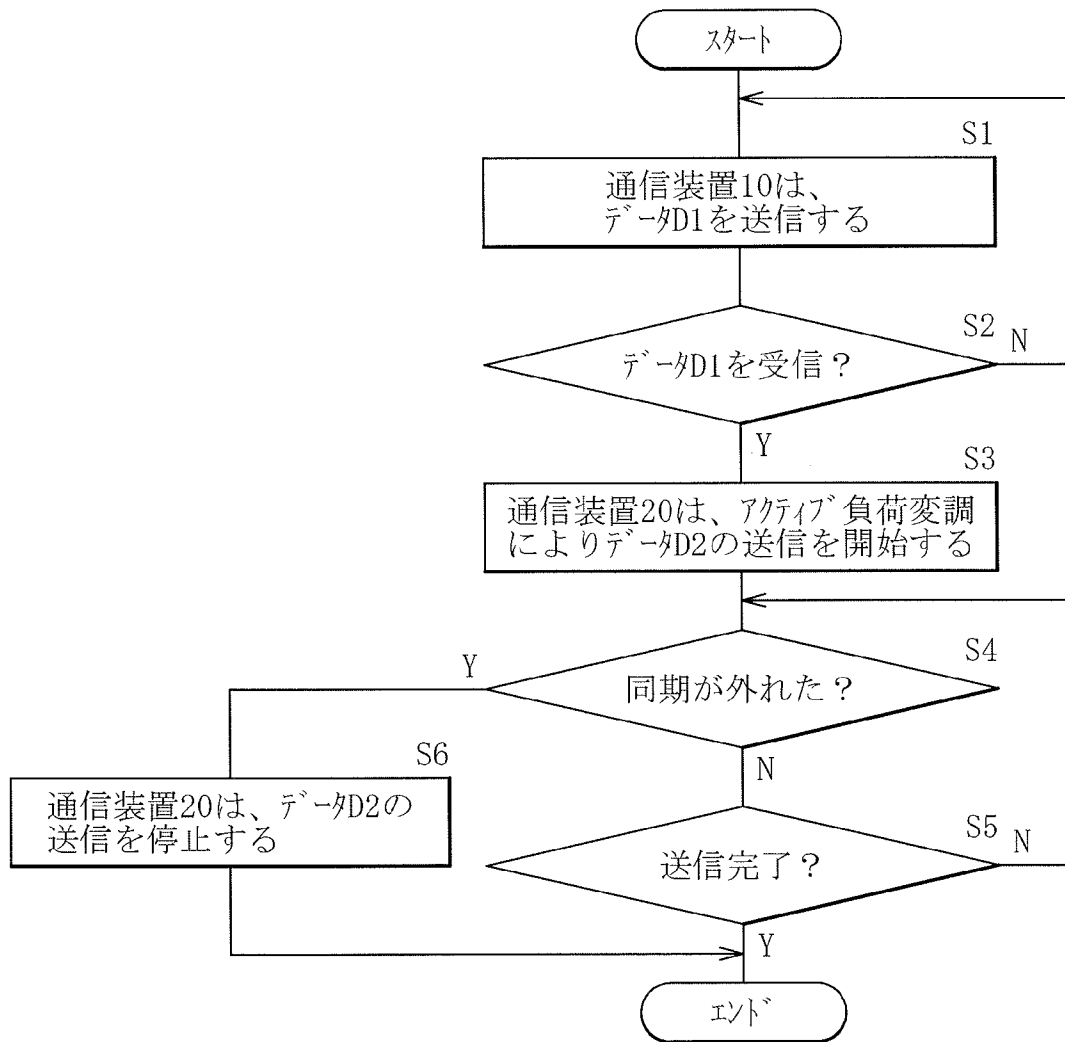 スタート
S1
通信装置10は、
データD1を送信する
S2
データD1を受信？
N
Y
S3
通信装置20は、アクティブ負荷変調
によりデータD2の送信を開始する
S4
同期が外れた？
Y
N
S6
通信装置20は、データD2の
送信を停止する
S5
送信完了？
N
Y
エンド